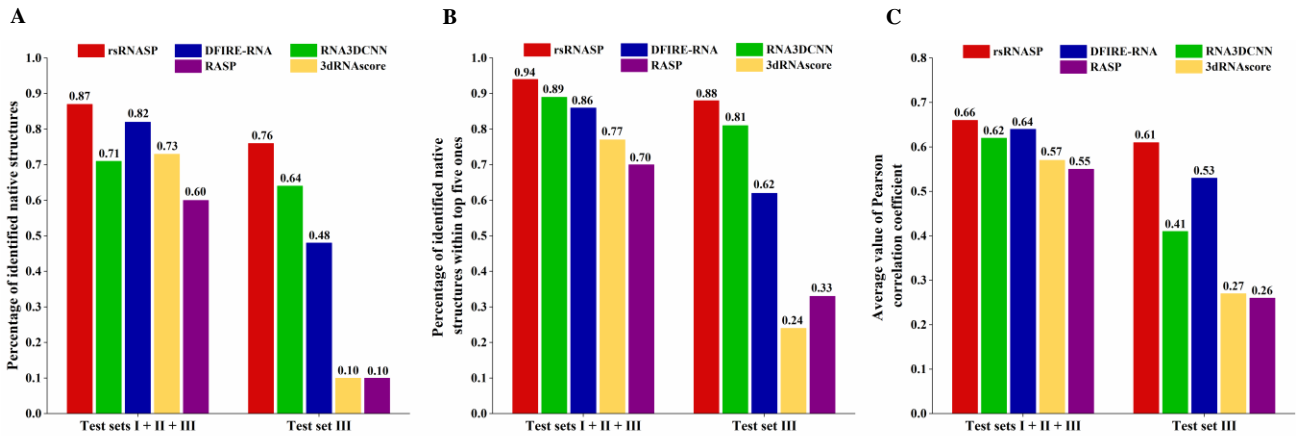 A
rsRNASP
DFIRE-RNA
RNA3DCNN
RASP
3dRNAscore
Percentage of identified native structures
1.0
0.9
0.8
0.7
0.6
0.5
0.4
0.3
0.2
0.1
0.0
0.87
0.71
0.82
0.73
0.60
0.76
0.64
0.48
0.10
0.10
Test sets I + II + III
Test set III
B
rsRNASP
DFIRE-RNA
RNA3DCNN
RASP
3dRNAscore
Percentage of identified native
structures within top five ones
1.0
0.9
0.8
0.7
0.6
0.5
0.4
0.3
0.2
0.1
0.0
0.94
0.89
0.86
0.77
0.70
0.88
0.81
0.62
0.24
0.33
Test sets I + II + III
Test set III
C
rsRNASP
DFIRE-RNA
RNA3DCNN
RASP
3dRNAscore
Average value of Pearson
correlation coefficient
0.8
0.7
0.6
0.5
0.4
0.3
0.2
0.1
0.0
0.66
0.62
0.64
0.57
0.55
0.61
0.41
0.53
0.27
0.26
Test sets I + II + III
Test set III